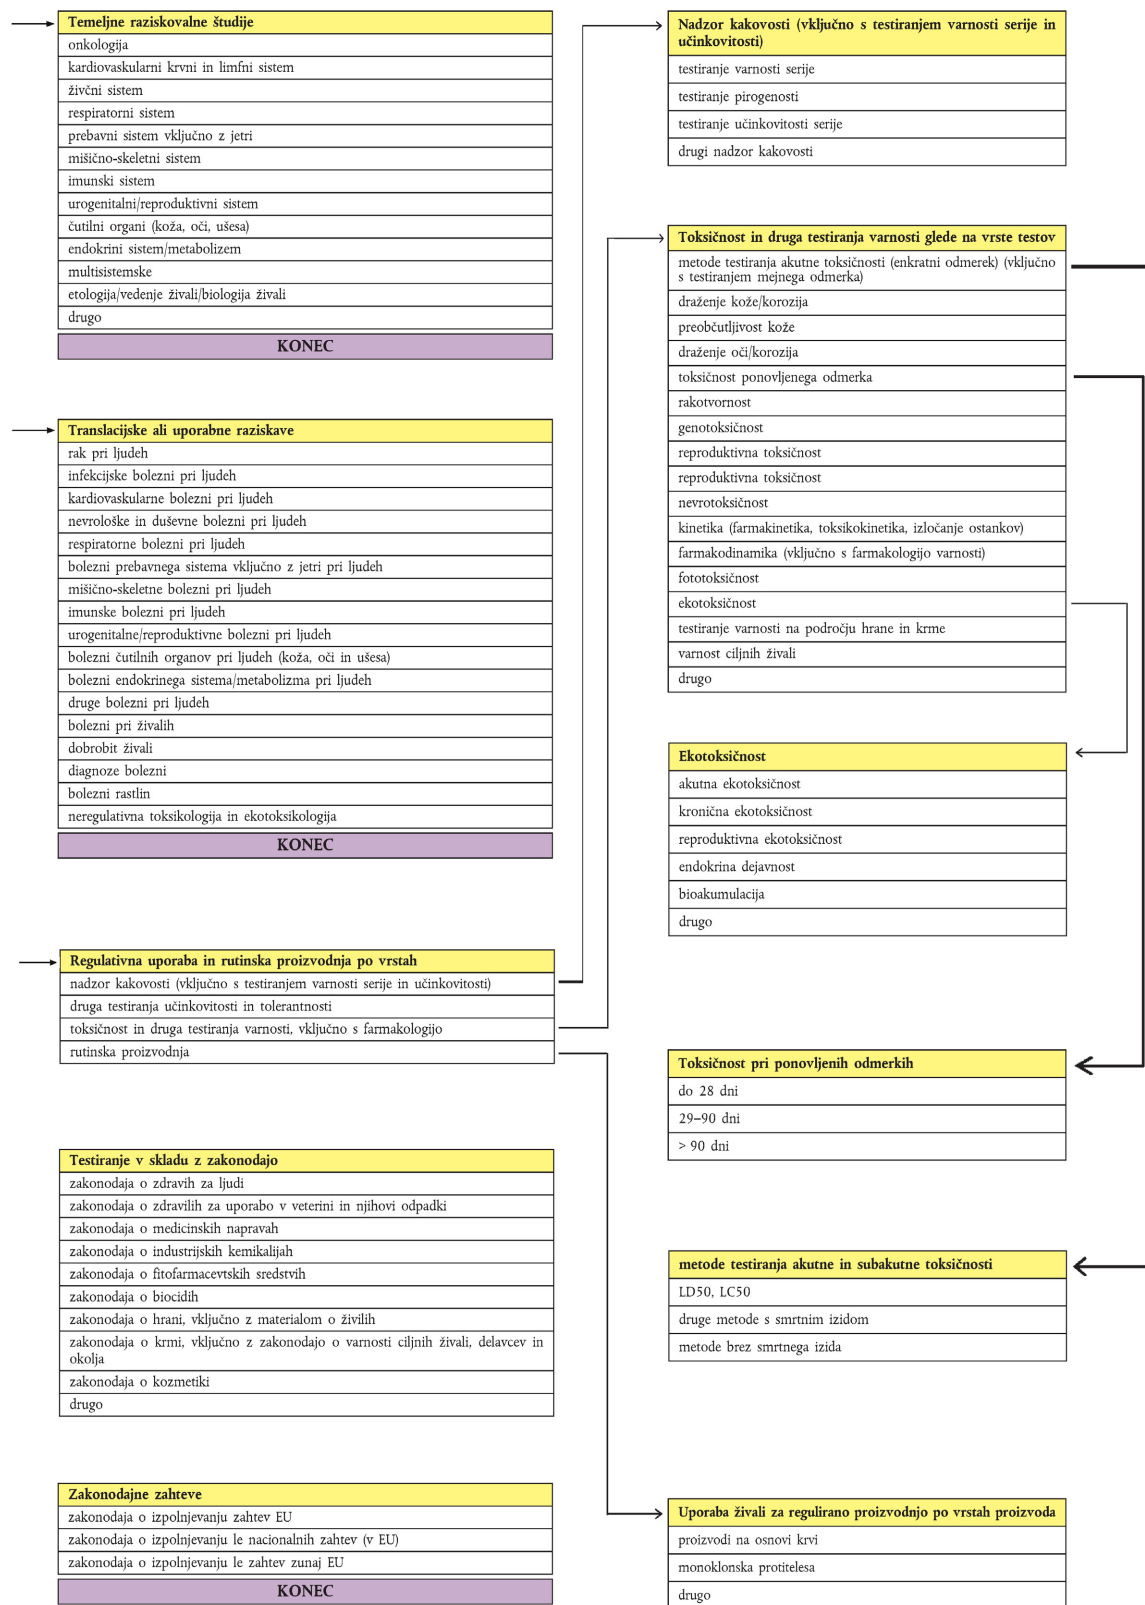 Temeljne raziskovalne študije
onkologija
kardiovaskularni krvni in limfni sistem
živčni sistem
respiratorni sistem
prebavni sistem vključno z jetri
mišično-skeletni sistem
imunski sistem
urogenitalni/reproduktivni sistem
čutilni organi (koža, oči, ušesa)
endokrini sistem/metabolizem
multisistemske
etologija/vedenje živali/biologija živali
drugo
KONEC
Translacijske ali uporabne raziskave
rak pri ljudeh
infekcijske bolezni pri ljudeh
kardiovaskularne bolezni pri ljudeh
nevrološke in duševne bolezni pri ljudeh
respiratorne bolezni pri ljudeh
bolezni prebavnega sistema vključno z jetri pri ljudeh
mišično-skeletne bolezni pri ljudeh
imunske bolezni pri ljudeh
urogenitalne/reproduktivne bolezni pri ljudeh
bolezni čutilnih organov pri ljudeh (koža, oči in ušesa)
bolezni endokrinega sistema/metabolizma pri ljudeh
druge bolezni pri ljudeh
bolezni pri živalih
dobrobit živali
diagnoze bolezni
bolezni rastlin
neregulativna toksikologija in ekotoksikologija
KONEC
Regulativna uporaba in rutinska proizvodnja po vrstah
nadzor kakovosti (vključno s testiranjem varnosti serije in učinkovitosti)
druga testiranja učinkovitosti in tolerantnosti
toksičnost in druga testiranja varnosti, vključno s farmakologijo
rutinska proizvodnja
Testiranje v skladu z zakonodajo
zakonodaja o zdravih za ljudi
zakonodaja o zdravilih za uporabo v veterini in njihovi odpadki
zakonodaja o medicinskih napravah
zakonodaja o industrijskih kemikalijah
zakonodaja o fitofarmacevtskih sredstvih
zakonodaja o biocidih
zakonodaja o hrani, vključno z materialom o živilih
zakonodaja o krmi, vključno z zakonodajo o varnosti ciljnih živali, delavcev in
okolja
zakonodaja o kozmetiki
drugo
Zakonodajne zahteve
zakonodaja o izpolnjevanju zahtev EU
zakonodaja o izpolnjevanju le nacionalnih zahtev (v EU)
zakonodaja o izpolnjevanju le zahtev zunaj EU
KONEC
Nadzor kakovosti (vključno s testiranjem varnosti serije in
učinkovitosti)
testiranje varnosti serije
testiranje pirogenosti
testiranje učinkovitosti serije
drugi nadzor kakovosti
Toksičnost in druga testiranja varnosti glede na vrste testov
metode testiranja akutne toksičnosti (enkratni odmerek) (vključno
s testiranjem mejnega odmerka)
draženje kože/korozija
preobčutljivost kože
draženje oči/korozija
toksičnost ponovljenega odmerka
rakotvornost
genotoksičnost
reproduktivna toksičnost
reproduktivna toksičnost
nevrotoksičnost
kinetika (farmakinetika, toksikokinetika, izločanje ostankov)
farmakodinamika (vključno s farmakologijo varnosti)
fototoksičnost
ekotoksičnost
testiranje varnosti na področju hrane in krme
varnost ciljnih živali
drugo
Ekotoksičnost
akutna ekotoksičnost
kronična ekotoksičnost
reproduktivna ekotoksičnost
endokrina dejavnost
bioakumulacija
drugo
Toksičnost pri ponovljenih odmerkih
do 28 dni
29–90 dni
> 90 dni
metode testiranja akutne in subakutne toksičnosti
LD50, LC50
druge metode s smrtnim izidom
metode brez smrtnega izida
Uporaba živali za regulirano proizvodnjo po vrstah proizvoda
proizvodi na osnovi krvi
monoklonska protitelesa
drugo